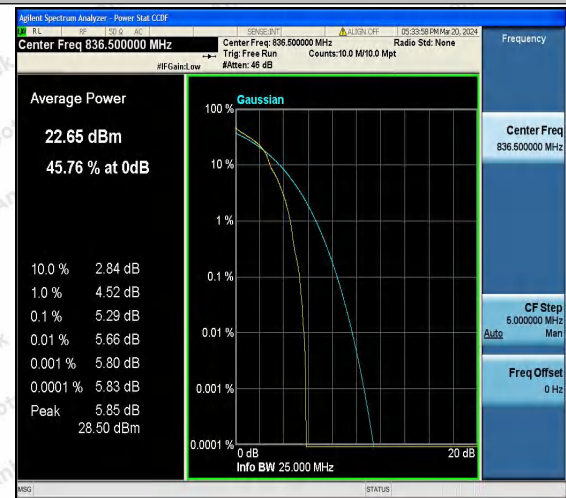 Agilent Spectrum Analyzer - Power Stat CCDF
RL RF 50 Ω AC SENSE:INT ALIGN OFF 05:33:58 PM Mar 20, 2024
Center Freq 836.500000 MHz
Center Freq: 836.500000 MHz Radio Std: None
Trig: Free Run Counts:10.0 M/10.0 Mpt
#IFGain:Low #Atten: 46 dB
Frequency
Average Power
22.65 dBm
45.76 % at 0dB
10.0 % 2.84 dB
1.0 % 4.52 dB
0.1 % 5.29 dB
0.01 % 5.66 dB
0.001 % 5.80 dB
0.0001 % 5.83 dB
Peak 5.85 dB
28.50 dBm
Gaussian
100 %
10 %
1 %
0.1 %
0.01 %
0.001 %
0.0001 %
0 dB 20 dB
Info BW 25.000 MHz
Center Freq
836.500000 MHz
CF Step
5.000000 MHz
Auto Man
Freq Offset
0 Hz
MSG STATUS